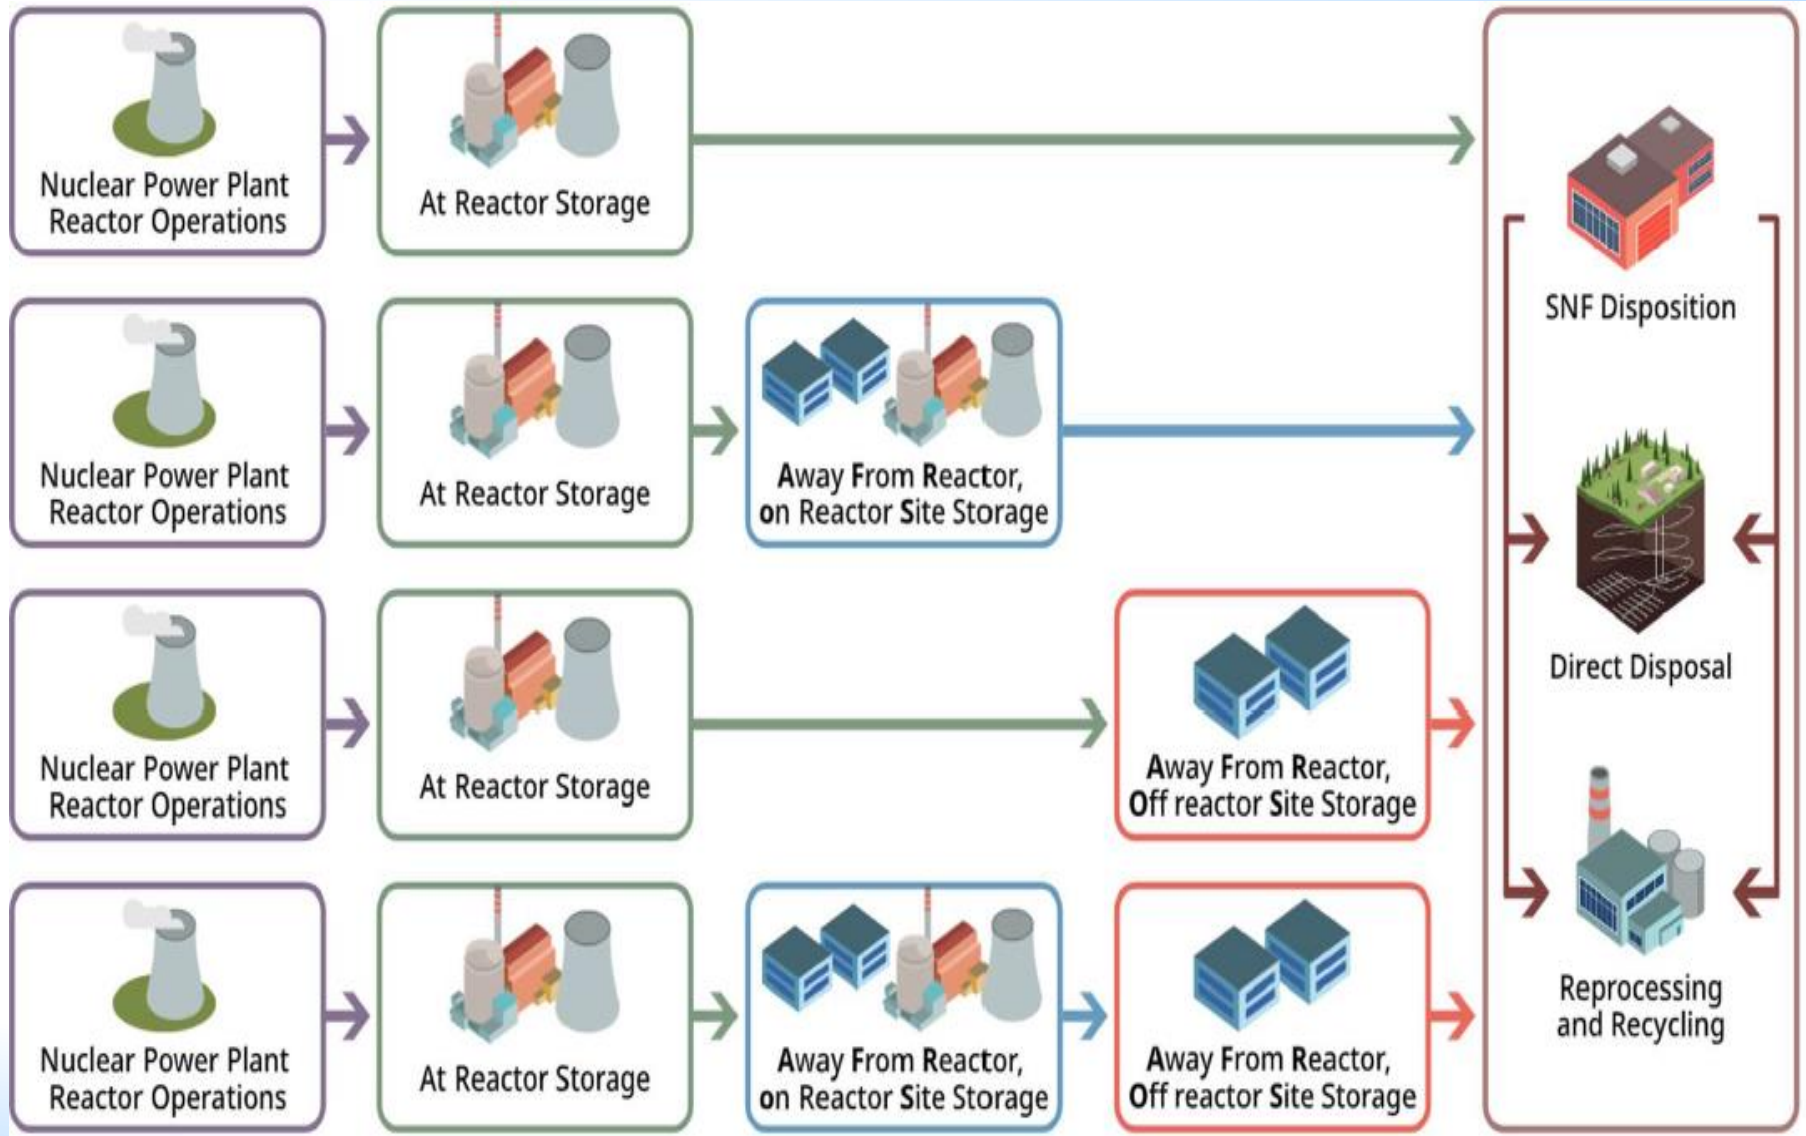 Nuclear Power Plant
Reactor Operations
At Reactor Storage
Nuclear Power Plant
Reactor Operations
At Reactor Storage
Away From Reactor,
on Reactor Site Storage
Nuclear Power Plant
Reactor Operations
At Reactor Storage
Away From Reactor,
Off reactor Site Storage
Nuclear Power Plant
Reactor Operations
At Reactor Storage
Away From Reactor,
on Reactor Site Storage
Away From Reactor,
Off reactor Site Storage
SNF Disposition
Direct Disposal
Reprocessing
and Recycling